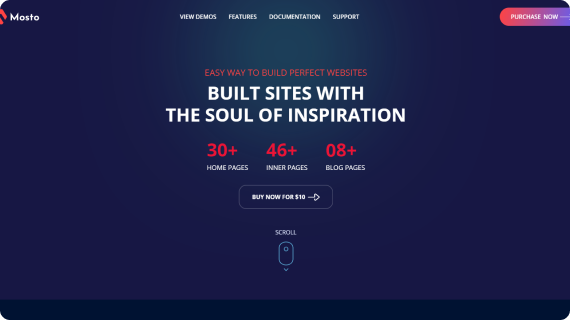 Mosto
VIEW DEMOS FEATURES DOCUMENTATION SUPPORT
PURCHASE NOW
EASY WAY TO BUILD PERFECT WEBSITES
BUILT SITES WITH
THE SOUL OF INSPIRATION
30+ 46+ 08+
HOME PAGES INNER PAGES BLOG PAGES
BUY NOW FOR $10
SCROLL